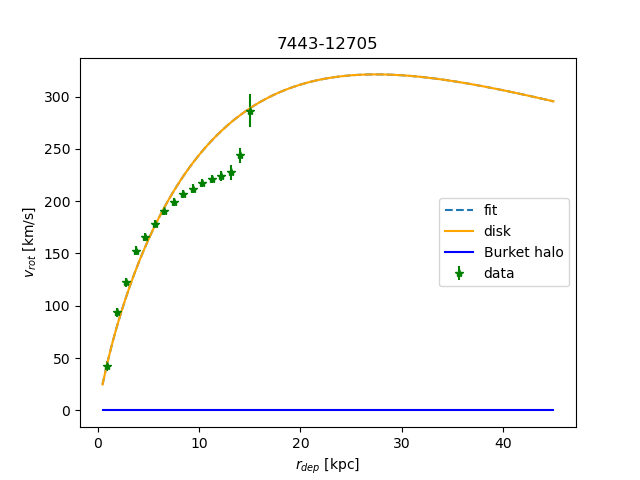 7443-12705
300
250
200
150
100
50
0
v_rot [km/s]
fit
disk
Burket halo
data
0 10 20 30 40
r_dep [kpc]